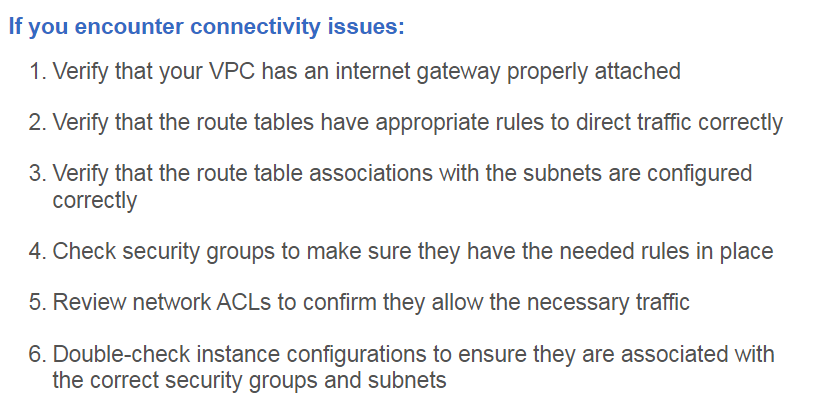 If you encounter connectivity issues:
1. Verify that your VPC has an internet gateway properly attached
2. Verify that the route tables have appropriate rules to direct traffic correctly
3. Verify that the route table associations with the subnets are configured
correctly
4. Check security groups to make sure they have the needed rules in place
5. Review network ACLs to confirm they allow the necessary traffic
6. Double-check instance configurations to ensure they are associated with
the correct security groups and subnets